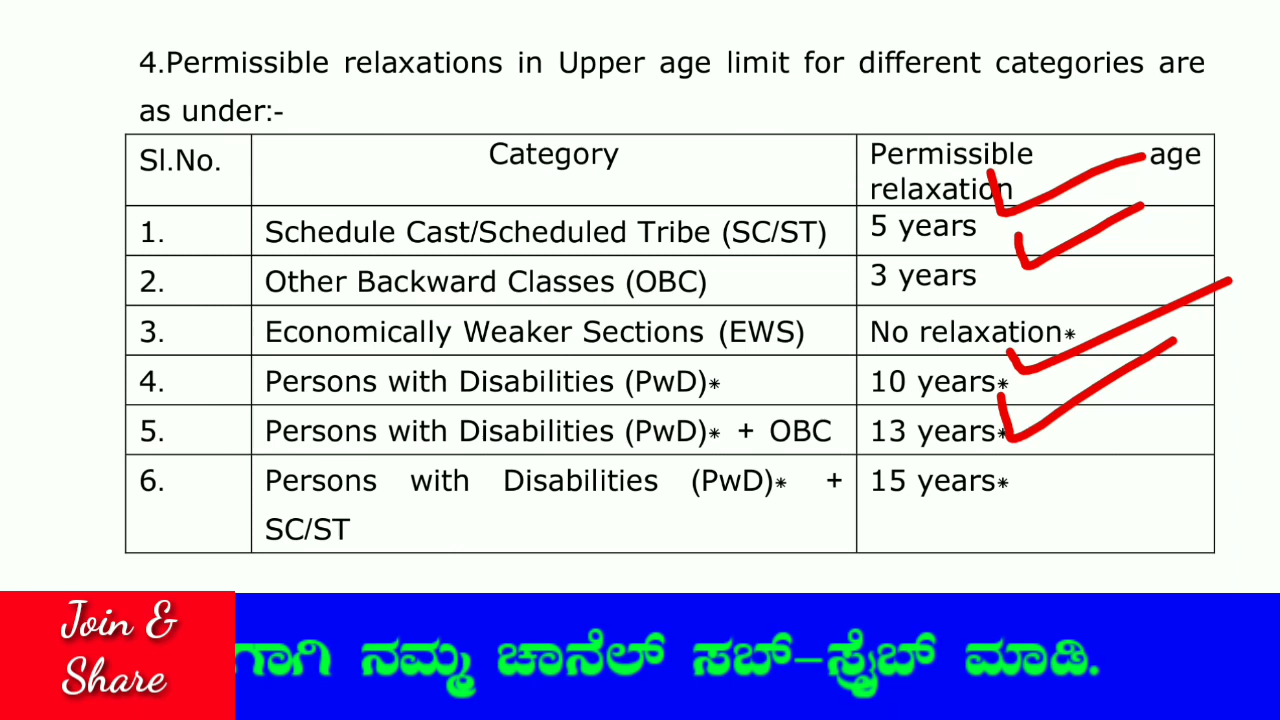 4.Permissible relaxations in Upper age limit for different categories are
as under:-
Sl.No. Category Permissible age
relaxation
1. Schedule Cast/Scheduled Tribe (SC/ST) 5 years
2. Other Backward Classes (OBC) 3 years
3. Economically Weaker Sections (EWS) No relaxation*
4. Persons with Disabilities (PwD)* 10 years*
5. Persons with Disabilities (PwD)* + OBC 13 years*
6. Persons with Disabilities (PwD)* + 15 years*
SC/ST
Join &
Share
ನಮ್ಮ ಚಾನೆಲ್ ಸಬ್-ಸ್ರೈಬ್ ಮಾಡಿ.